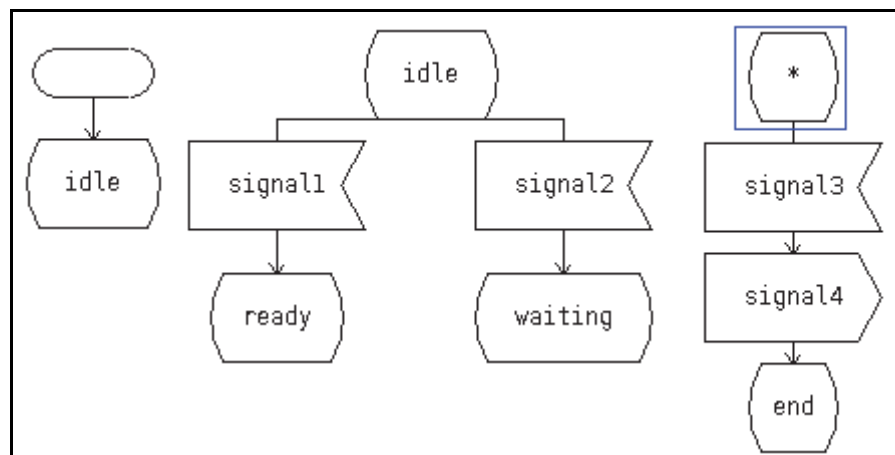 idle
idle
signal1
signal2
ready
waiting
*
signal3
signal4
end